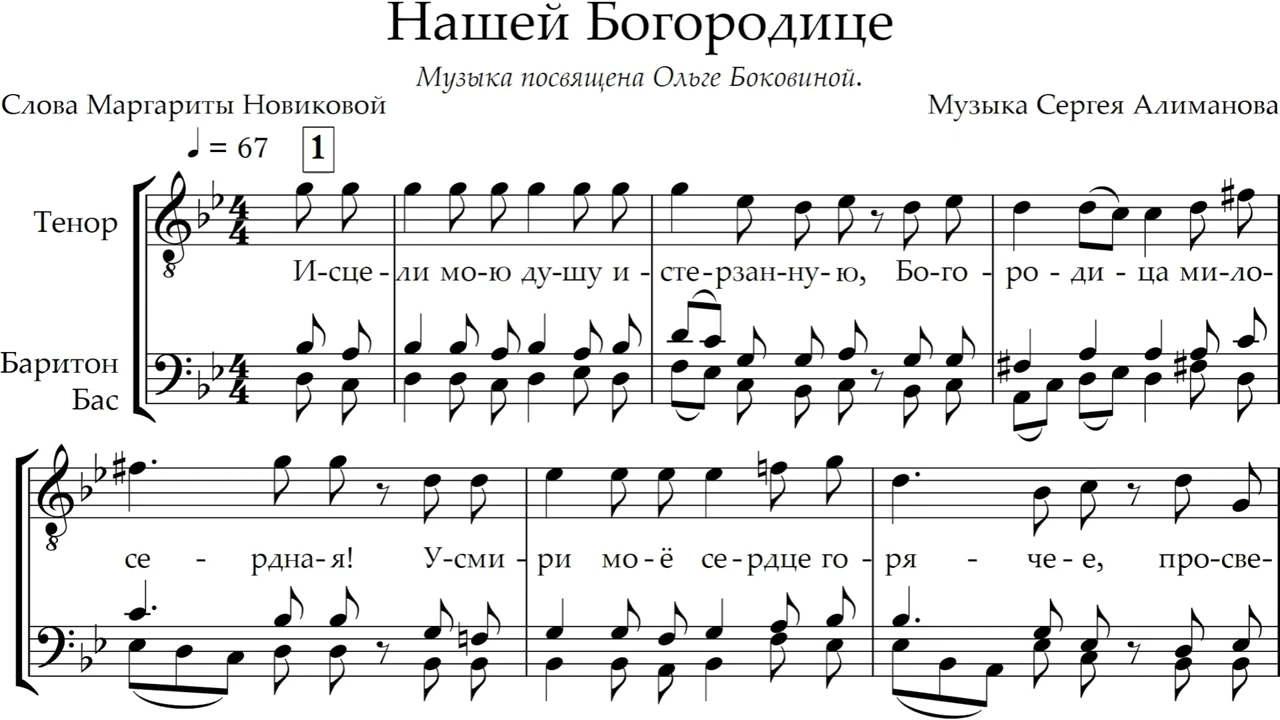 Нашей Богородице
Музыка посвящена Ольге Боковиной.
Слова Маргариты Новиковой
Музыка Сергея Алиманова
= 67
1
Тенор
И-сце-ли мо-ю ду-шу и-сте-рзан-ну-ю, Бо-го-ро-ди-ца ми-ло-
Баритон
Бас
се-рдна-я! У-сми-ри мо-ё се-рдце го-ря-че-е, про-све-